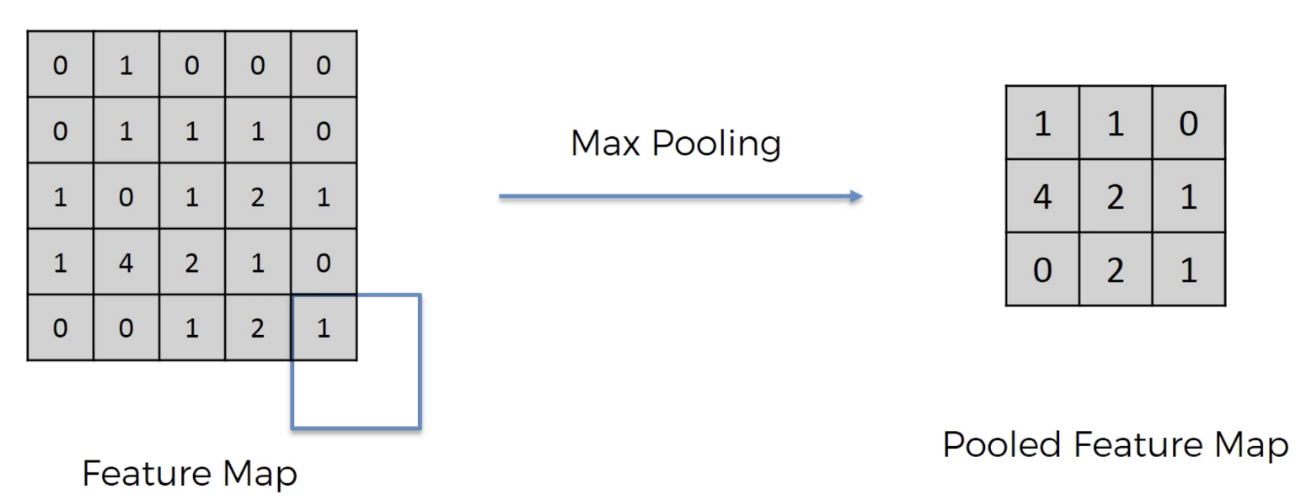 0 1 0 0 0
0 1 1 1 0
1 0 1 2 1
1 4 2 1 0
0 0 1 2 1
Feature Map
Max Pooling
1 1 0
4 2 1
0 2 1
Pooled Feature Map